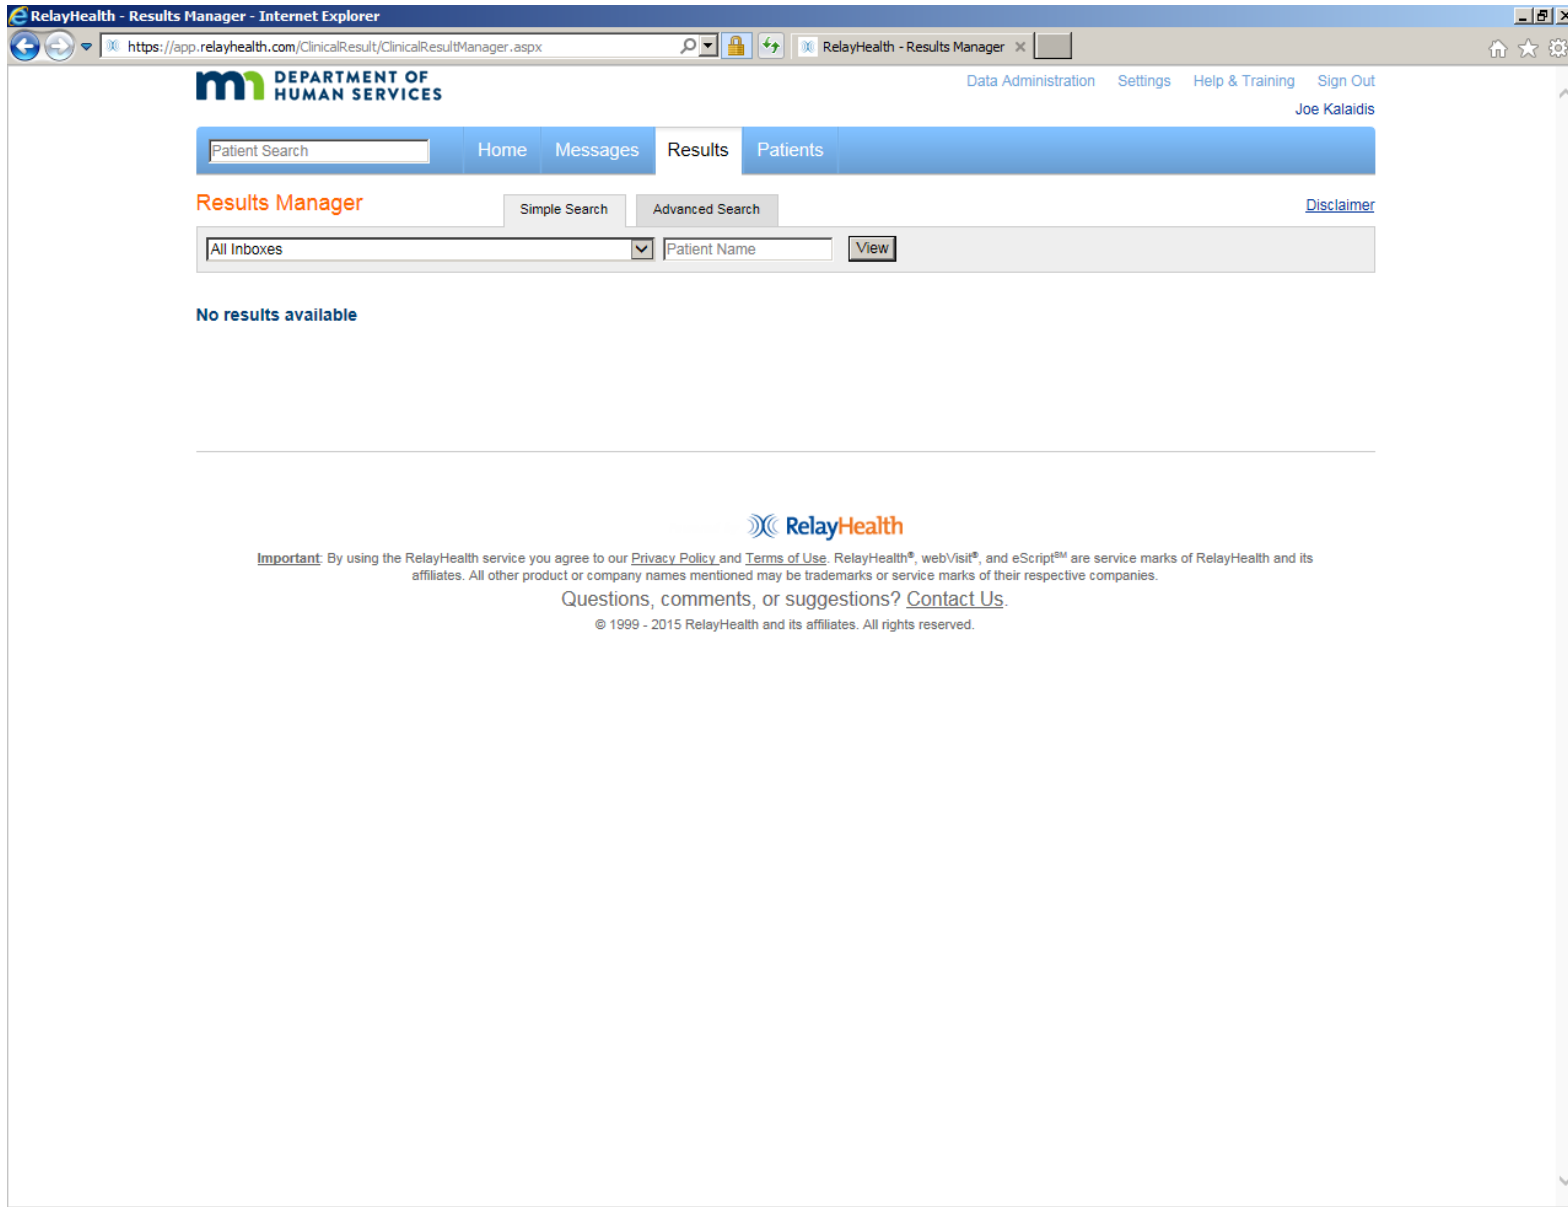 RelayHealth - Results Manager - Internet Explorer
https://app.relayhealth.com/ClinicalResult/ClinicalResultManager.aspx
RelayHealth - Results Manager
mn DEPARTMENT OF
HUMAN SERVICES
Data Administration Settings Help & Training Sign Out
Joe Kalaidis
Patient Search Home Messages Results Patients
Results Manager Simple Search Advanced Search Disclaimer
All Inboxes Patient Name View
No results available
RelayHealth
Important: By using the RelayHealth service you agree to our Privacy Policy and Terms of Use. RelayHealth®, webVisit®, and eScript℠ are service marks of RelayHealth and its
affiliates. All other product or company names mentioned may be trademarks or service marks of their respective companies.
Questions, comments, or suggestions? Contact Us.
© 1999 - 2015 RelayHealth and its affiliates. All rights reserved.